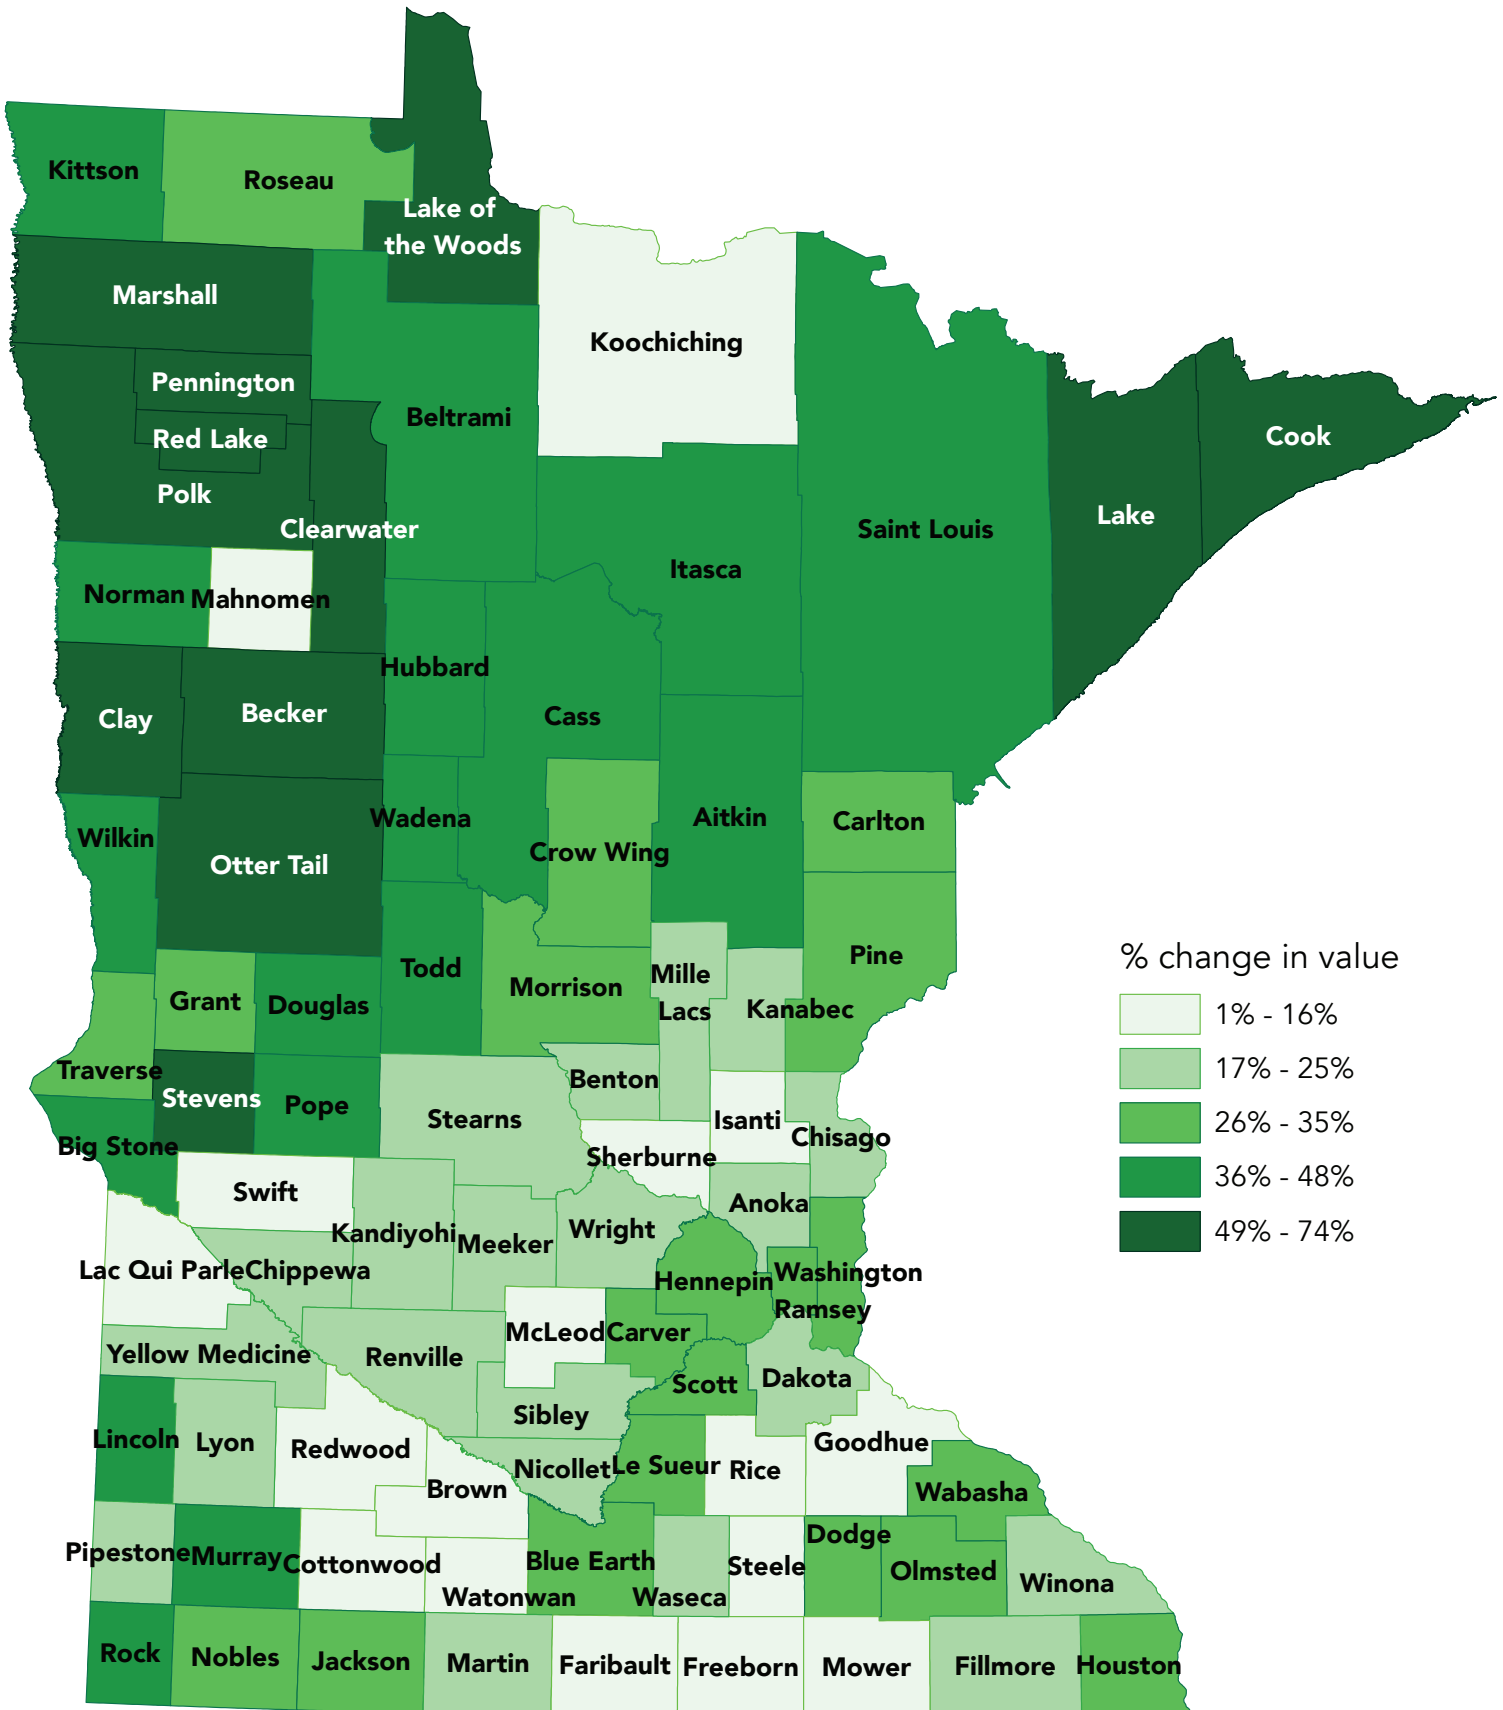 Kittson
Roseau
Lake of
the Woods
Marshall
Koochiching
Pennington
Beltrami
Red Lake
Cook
Polk
Lake
Clearwater
Saint Louis
Itasca
Norman
Mahnomen
Hubbard
Clay
Becker
Cass
Wadena
Aitkin
Carlton
Wilkin
Crow Wing
Otter Tail
Pine
Todd
Mille
Lacs
Morrison
Grant
Douglas
Kanabec
Traverse
Benton
Stevens
Pope
Stearns
Isanti
Chisago
Big Stone
Sherburne
Swift
Anoka
Kandiyohi
Wright
Meeker
Lac Qui Parle
Chippewa
Hennepin
Washington
Ramsey
McLeod
Carver
Yellow Medicine
Renville
Dakota
Scott
Sibley
Lincoln
Lyon
Redwood
Goodhue
Nicollet
Le Sueur
Rice
Brown
Wabasha
Dodge
Pipestone
Murray
Cottonwood
Blue Earth
Steele
Olmsted
Winona
Watonwan
Waseca
Rock
Nobles
Jackson
Martin
Faribault
Freeborn
Mower
Fillmore
Houston
% change in value
1% - 16%
17% - 25%
26% - 35%
36% - 48%
49% - 74%